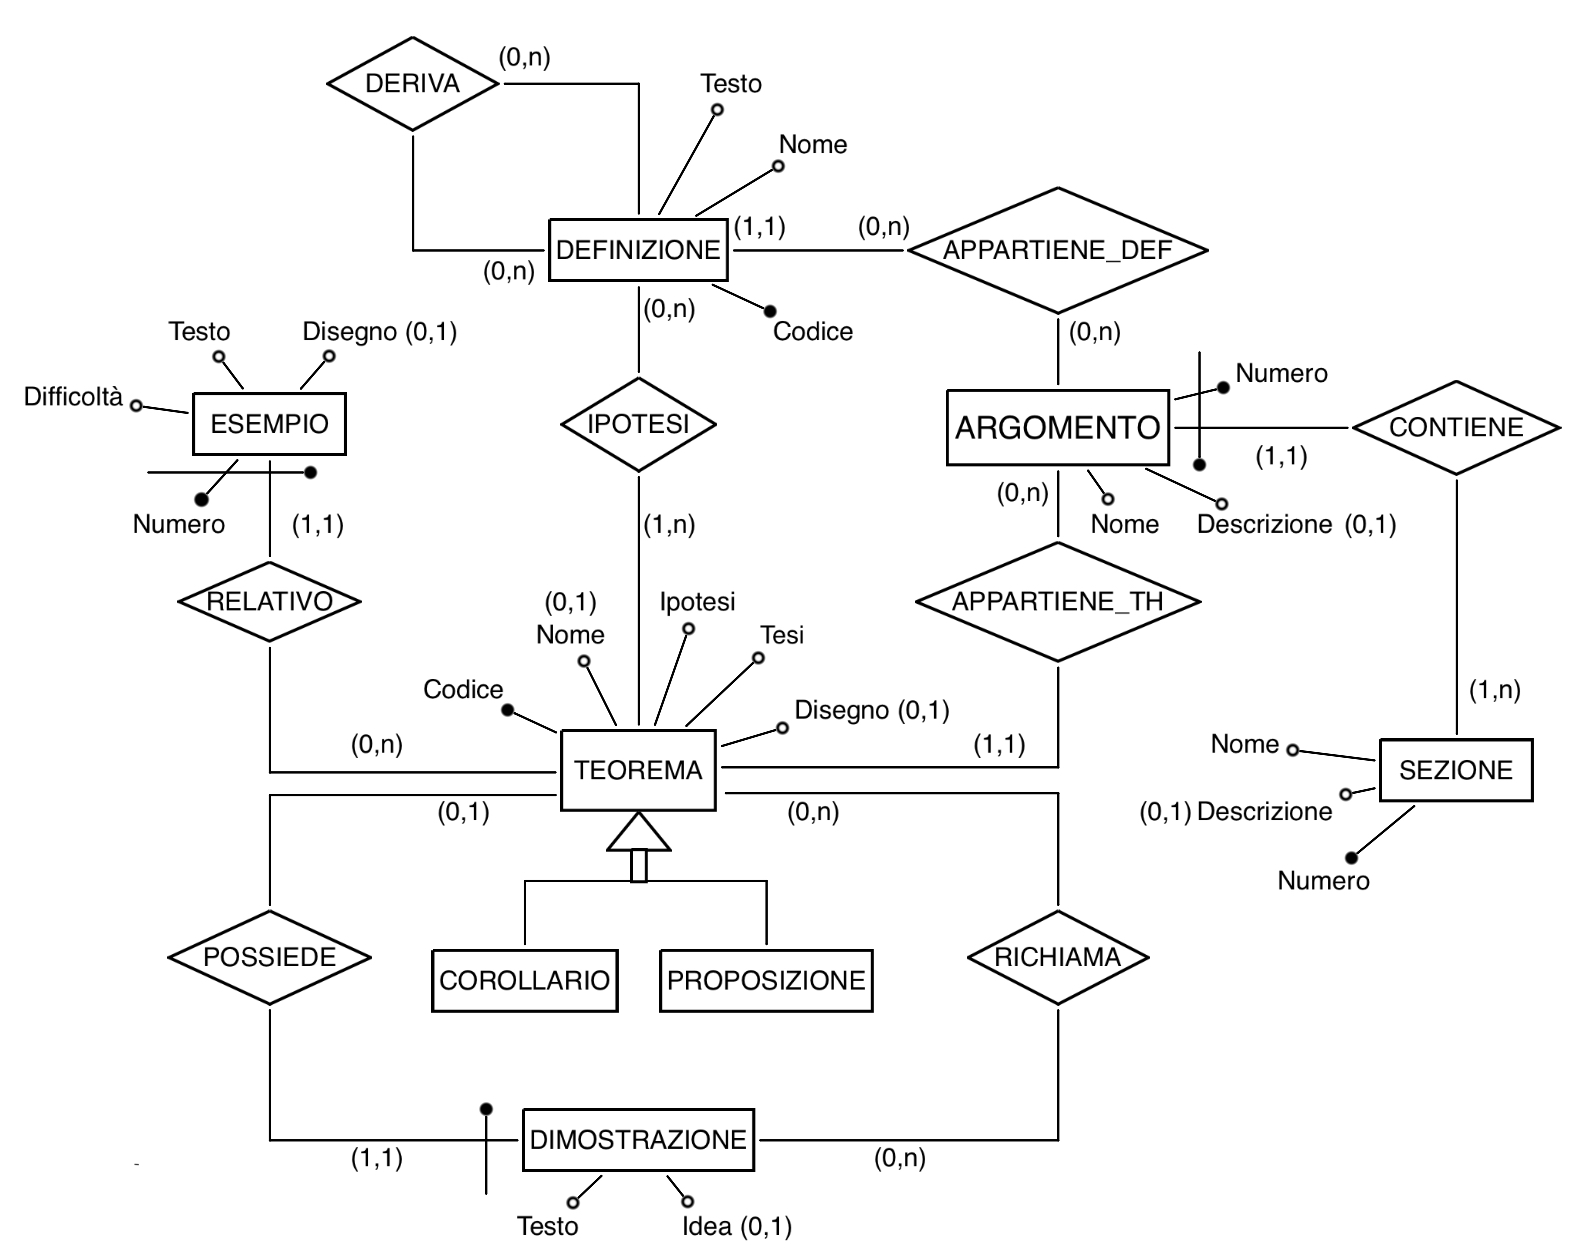 (0,n)
DERIVA
Testo
Nome
(1,1)
(0,n)
DEFINIZIONE
APPARTIENE_DEF
(0,n)
(0,n)
Codice
(0,n)
Testo
Disegno (0,1)
Difficoltà
ESEMPIO
IPOTESI
ARGOMENTO
Numero
CONTIENE
(1,1)
(0,n)
Numero
(1,1)
(1,n)
Nome
Descrizione (0,1)
RELATIVO
(0,1)
Nome
Ipotesi
Tesi
APPARTIENE_TH
Codice
Disegno (0,1)
(1,n)
(0,n)
TEOREMA
(1,1)
Nome
SEZIONE
(0,1)
(0,n)
(0,1) Descrizione
Numero
POSSIEDE
COROLLARIO
PROPOSIZIONE
RICHIAMA
DIMOSTRAZIONE
(1,1)
(0,n)
Testo
Idea (0,1)